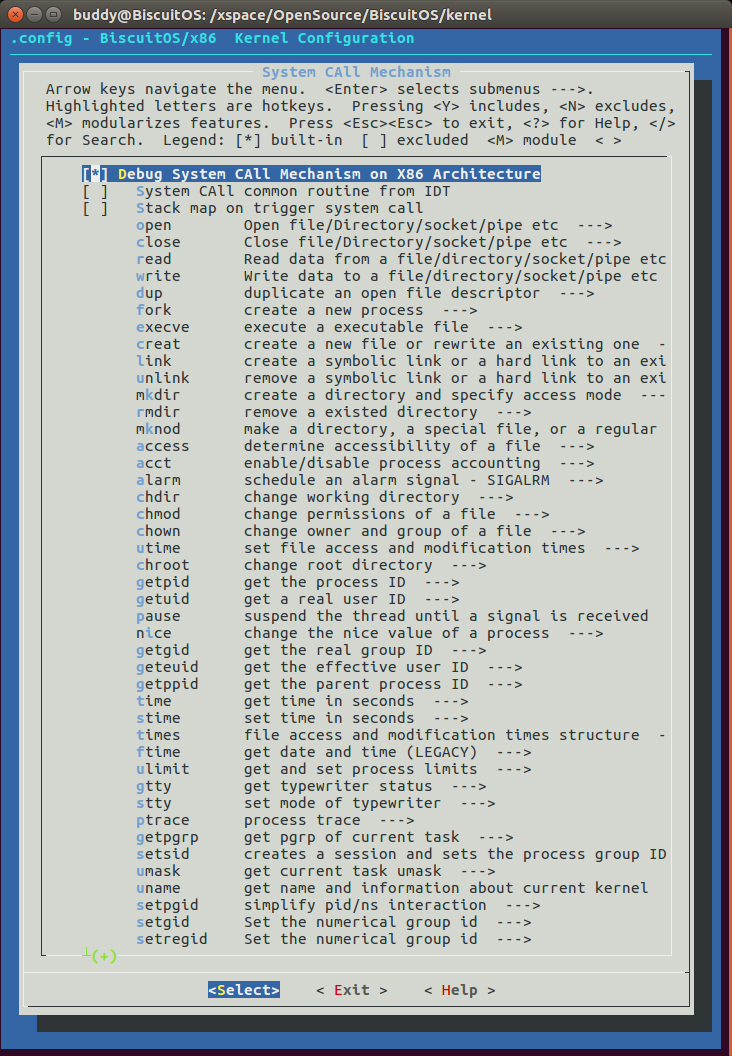 buddy@BiscuitOS: /xspace/OpenSource/BiscuitOS/kernel
.config - BiscuitOS/x86  Kernel Configuration
System CAll Mechanism
Arrow keys navigate the menu.  <Enter> selects submenus --->.
Highlighted letters are hotkeys.  Pressing <Y> includes, <N> excludes,
<M> modularizes features.  Press <Esc><Esc> to exit, <?> for Help, </>
for Search.  Legend: [*] built-in  [ ] excluded  <M> module  < >
[*] Debug System CAll Mechanism on X86 Architecture
[ ]   System CAll common routine from IDT
[ ]   Stack map on trigger system call
open        Open file/Directory/socket/pipe etc  --->
close       Close file/Directory/socket/pipe etc  --->
read        Read data from a file/directory/socket/pipe etc
write       Write data to a file/directory/socket/pipe etc
dup         duplicate an open file descriptor  --->
fork        create a new process  --->
execve      execute a executable file  --->
creat       create a new file or rewrite an existing one  -
link        create a symbolic link or a hard link to an exi
unlink      remove a symbolic link or a hard link to an exi
mkdir       create a directory and specify access mode  ---
rmdir       remove a existed directory  --->
mknod       make a directory, a special file, or a regular
access      determine accessibility of a file  --->
acct        enable/disable process accounting  --->
alarm       schedule an alarm signal - SIGALRM  --->
chdir       change working directory  --->
chmod       change permissions of a file  --->
chown       change owner and group of a file  --->
utime       set file access and modification times  --->
chroot      change root directory  --->
getpid      get the process ID  --->
getuid      get a real user ID  --->
pause       suspend the thread until a signal is received
nice        change the nice value of a process  --->
getgid      get the real group ID  --->
geteuid     get the effective user ID  --->
getppid     get the parent process ID  --->
time        get time in seconds  --->
stime       set time in seconds  --->
times       file access and modification times structure  -
ftime       get date and time (LEGACY)  --->
ulimit      get and set process limits  --->
gtty        get typewriter status  --->
stty        set mode of typewriter  --->
ptrace      process trace  --->
getpgrp     get pgrp of current task  --->
setsid      creates a session and sets the process group ID
umask       get current task umask  --->
uname       get name and information about current kernel
setpgid     simplify pid/ns interaction  --->
setgid      Set the numerical group id  --->
setregid    Set the numerical group id  --->
┴(+)
<Select>    < Exit >    < Help >